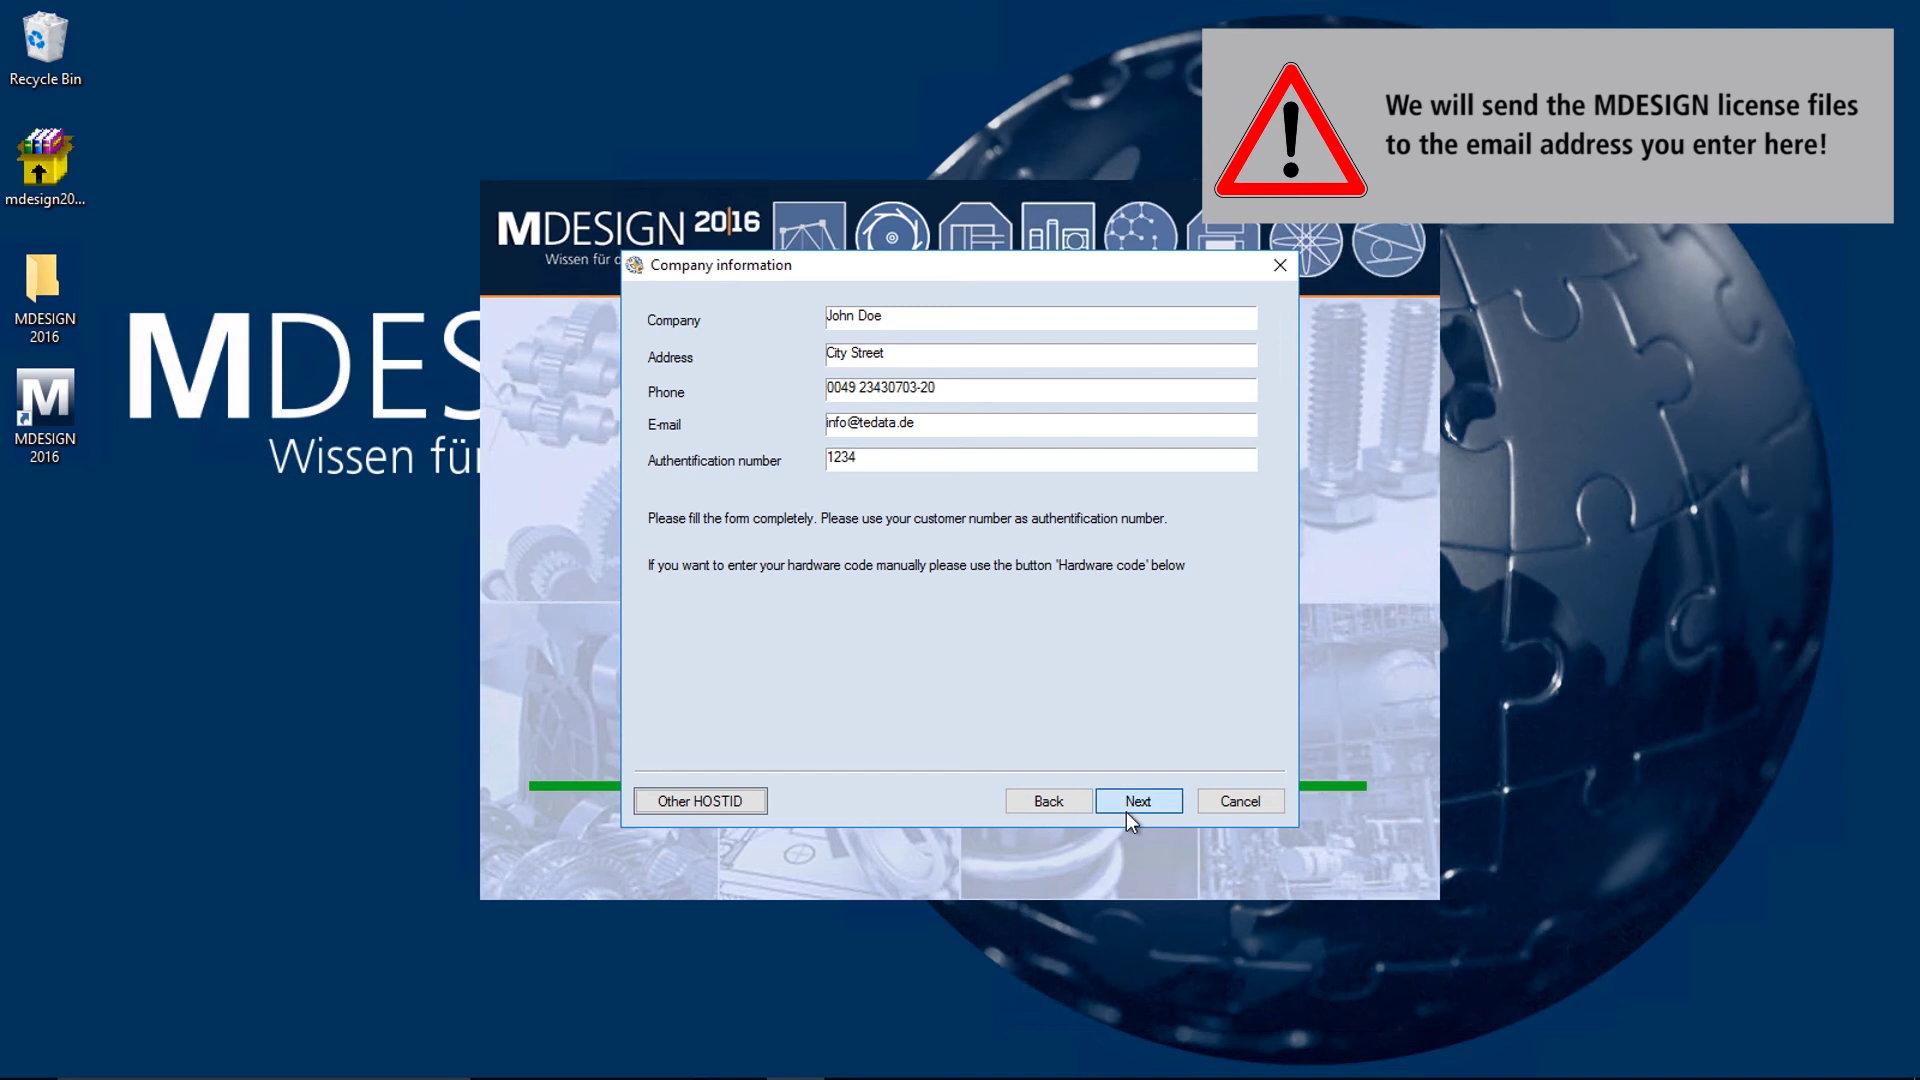 Recycle Bin
mdesign20...
MDESIGN
2016
MDESIGN
2016
MDES
Wissen für
We will send the MDESIGN license files
to the email address you enter here!
MDESIGN 2016
Wissen für d
Company information
Company
John Doe
Address
City Street
Phone
0049 23430703-20
E-mail
info@tedata.de
Authentification number
1234
Please fill the form completely. Please use your customer number as authentification number.
If you want to enter your hardware code manually please use the button 'Hardware code' below
Other HOSTID
Back
Next
Cancel